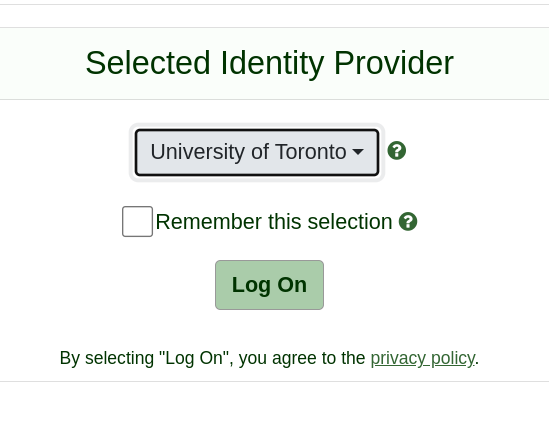 Selected Identity Provider
University of Toronto
Remember this selection
Log On
By selecting "Log On", you agree to the privacy policy.